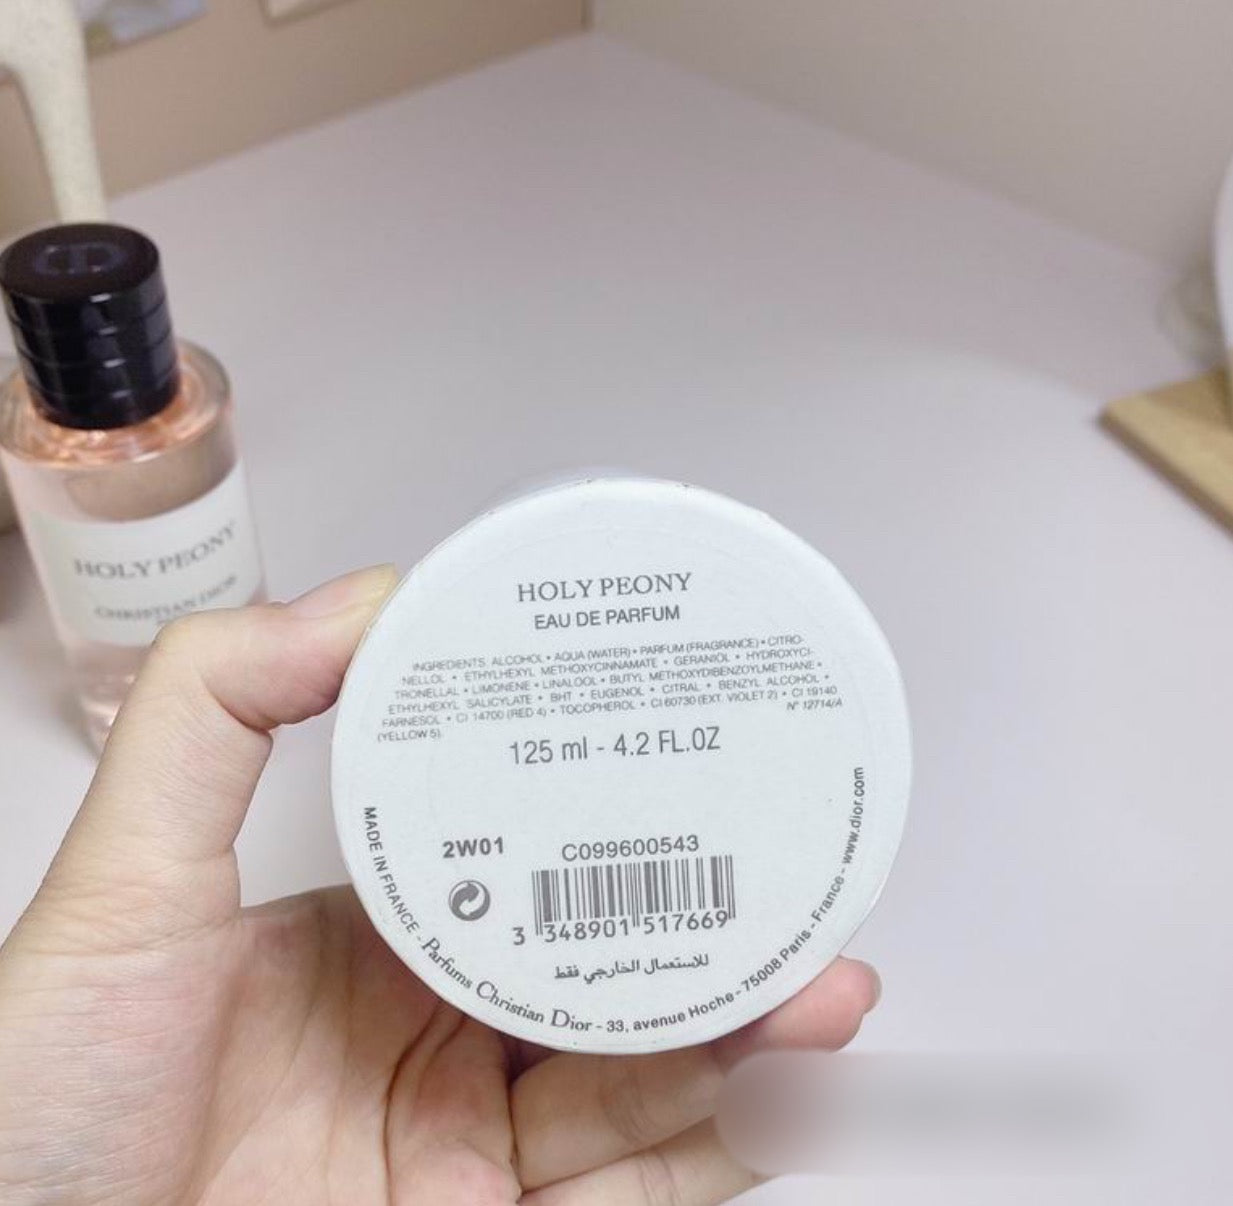 HOLY PEONY
CHRISTIAN DIOR
HOLY PEONY
EAU DE PARFUM
INGREDIENTS. ALCOHOL • AQUA (WATER) • PARFUM (FRAGRANCE) • CITRO-
NELLOL • ETHYLHEXYL METHOXYCINNAMATE • GERANIOL • HYDROXYCI-
TRONELLAL • LIMONENE • LINALOOL • BUTYL METHOXYDIBENZOYLMETHANE •
ETHYLHEXYL SALICYLATE • BHT • EUGENOL • CITRAL • BENZYL ALCOHOL •
FARNESOL • CI 14700 (RED 4) • TOCOPHEROL • CI 60730 (EXT. VIOLET 2) • CI 19140
(YELLOW 5). N° 12714/A
125 ml - 4.2 FL.OZ
2W01
C099600543
3 348901 517669
للاستعمال الخارجي فقط
MADE IN FRANCE - Parfums Christian Dior - 33, avenue Hoche - 75008 Paris - France - www.dior.com